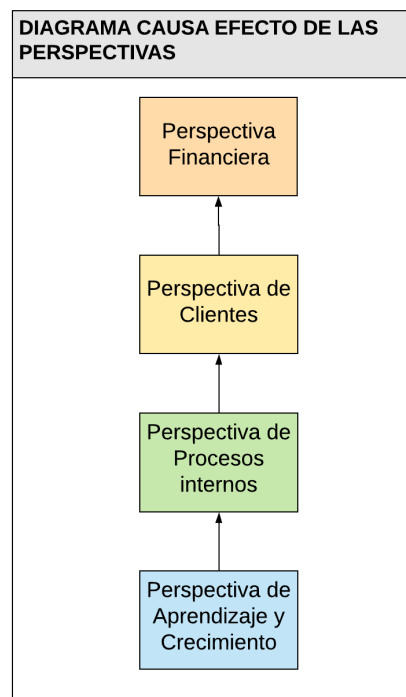 DIAGRAMA CAUSA EFECTO DE LAS
PERSPECTIVAS
Perspectiva
Financiera
Perspectiva de
Clientes
Perspectiva de
Procesos
internos
Perspectiva de
Aprendizaje y
Crecimiento